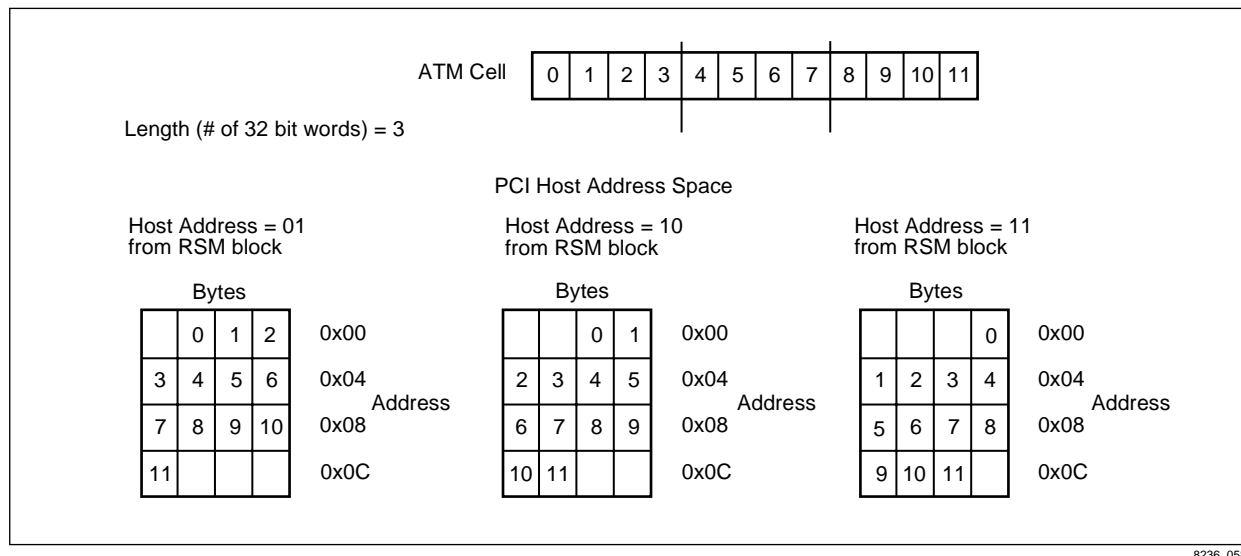 ATM Cell 0 1 2 3 4 5 6 7 8 9 10 11
Length (# of 32 bit words) = 3
PCI Host Address Space
Host Address = 01
from RSM block
Bytes
0 1 2 0x00
3 4 5 6 0x04
Address
7 8 9 10 0x08
11 0x0C
Host Address = 10
from RSM block
Bytes
0 1 0x00
2 3 4 5 0x04
Address
6 7 8 9 0x08
10 11 0x0C
Host Address = 11
from RSM block
Bytes
0 0x00
1 2 3 4 0x04
Address
5 6 7 8 0x08
9 10 11 0x0C